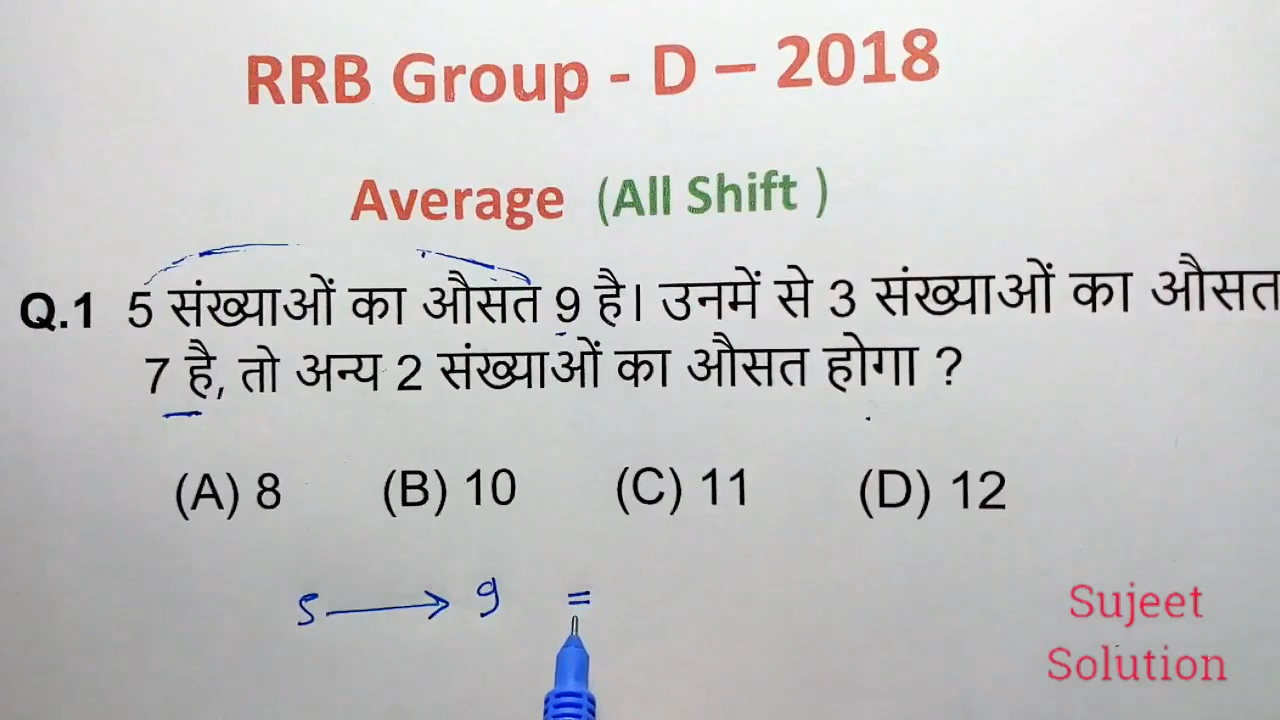 RRB Group - D – 2018
Average (All Shift )
Q.1 5 संख्याओं का औसत 9 है। उनमें से 3 संख्याओं का औसत
7 है, तो अन्य 2 संख्याओं का औसत होगा ?
(A) 8 (B) 10 (C) 11 (D) 12
5 → 9 =
Sujeet
Solution